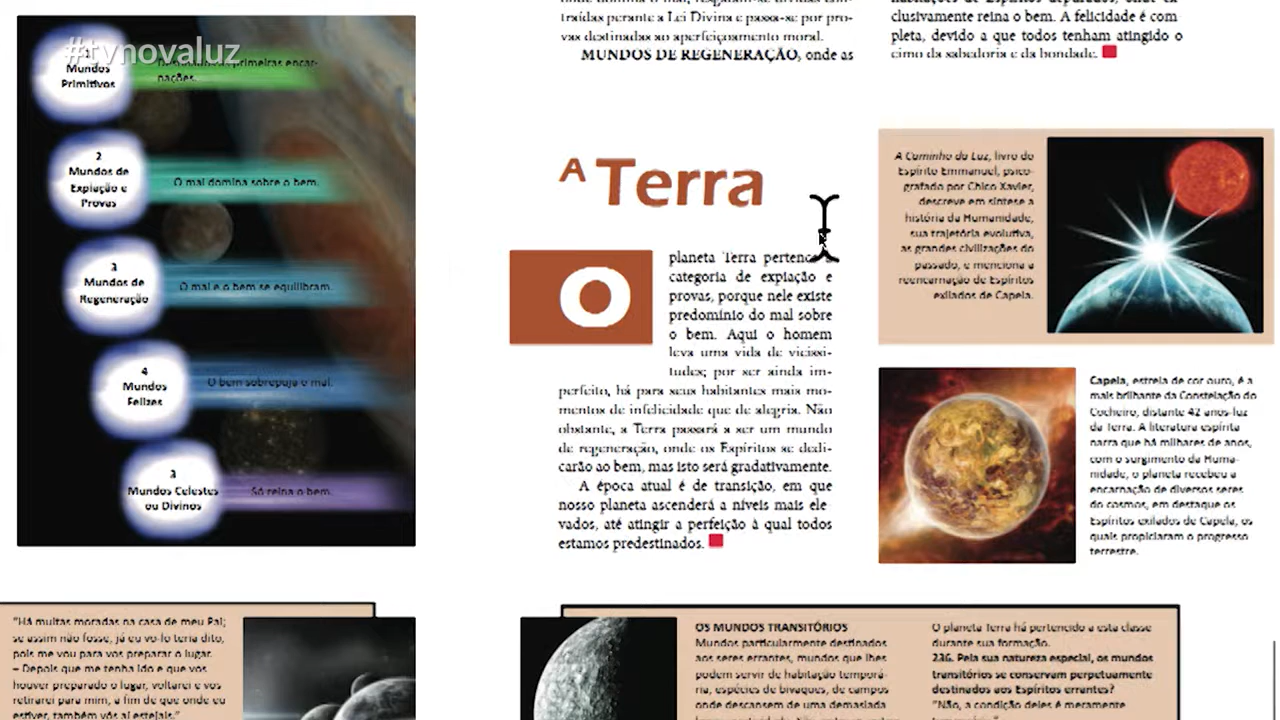 #tvnovaluz
1
Mundos
Primitivos
primeiras encar-
nações.
2
Mundos de
Expiação e
Provas
O mal domina sobre o bem.
3
Mundos de
Regeneração
O mal e o bem se equilibram.
4
Mundos
Felizes
O bem sobrepuja o mal.
3
Mundos Celestes
ou Divinos
Só reina o bem.
"Há muitas moradas na casa de meu Pai;
se assim não fosse, já eu vo-lo teria dito,
pois me vou para vos preparar o lugar.
– Depois que me tenha ido e que vos
houver preparado o lugar, voltarei e vos
retirarei para mim, a fim de que onde eu
estiver, também vós aí estejais."
traídas perante a Lei Divina e passa-se por pro-
vas destinadas ao aperfeiçoamento moral.
MUNDOS DE REGENERAÇÃO, onde as
clusivamente reina o bem. A felicidade é com
pleta, devido a que todos tenham atingido o
cimo da sabedoria e da bondade.
A Terra
O
planeta Terra pertence à
categoria de expiação e
provas, porque nele existe
predomínio do mal sobre
o bem. Aqui o homem
leva uma vida de vicissi-
tudes; por ser ainda im-
perfeito, há para seus habitantes mais mo-
mentos de infelicidade que de alegria. Não
obstante, a Terra passará a ser um mundo
de regeneração, onde os Espíritos se dedi-
carão ao bem, mas isto será gradativamente.
A época atual é de transição, em que
nosso planeta ascenderá a níveis mais ele
vados, até atingir a perfeição à qual todos
estamos predestinados.
A Caminho da Luz, livro do
Espírito Emmanuel, psico-
grafado por Chico Xavier,
descreve em síntese a
história da Humanidade,
sua trajetória evolutiva,
as grandes civilizações do
passado, e menciona a
reencarnação de Espíritos
exilados de Capela.
Capela, estrela de cor ouro, é a
mais brilhante da Constelação do
Cocheiro, distante 42 anos-luz
da Terra. A literatura espírita
narra que há milhares de anos,
com o surgimento da Huma-
nidade, o planeta recebeu a
encarnação de diversos seres
do cosmos, em destaque os
Espíritos exilados de Capela, os
quais propiciaram o progresso
terrestre.
OS MUNDOS TRANSITÓRIOS
Mundos particularmente destinados
aos seres errantes, mundos que lhes
podem servir de habitação temporá-
ria, espécies de bivaques, de campos
onde descansem de uma demasiada
O planeta Terra há pertencido a esta classe
durante sua formação.
236. Pela sua natureza especial, os mundos
transitórios se conservam perpetuamente
destinados aos Espíritos errantes?
"Não, a condição deles é meramente
temporária."